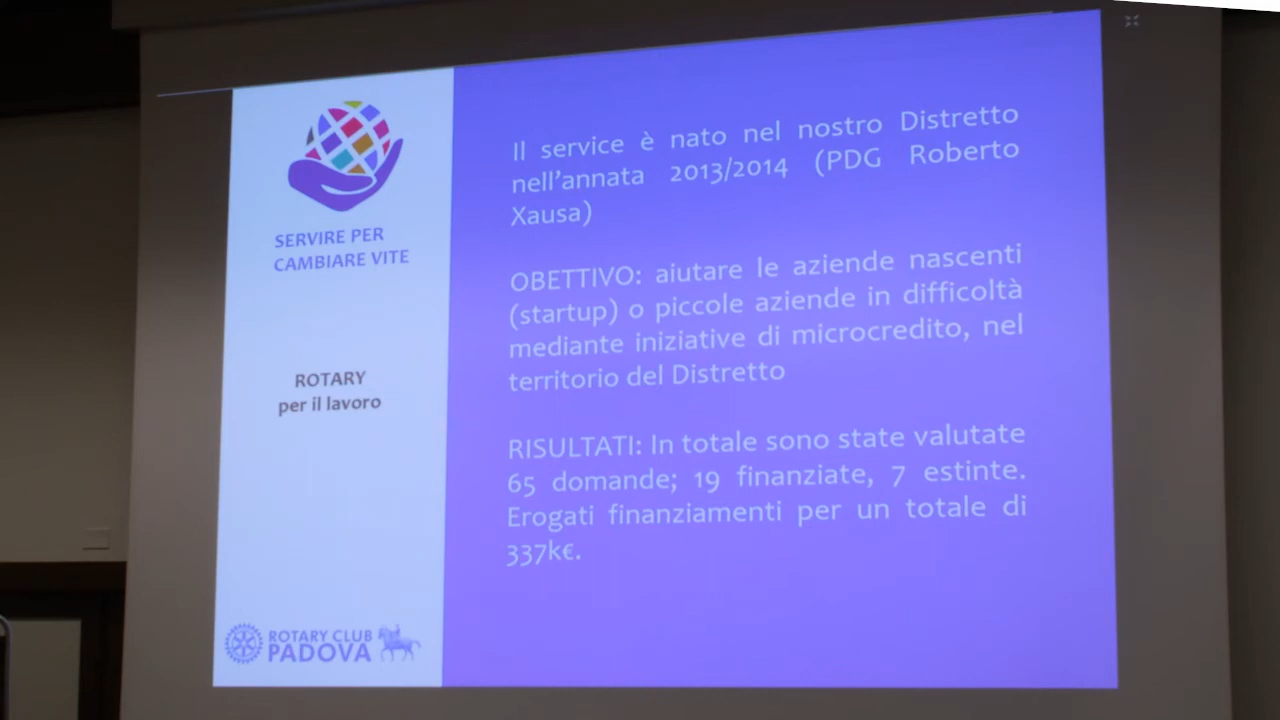 SERVIRE PER
CAMBIARE VITE
ROTARY
per il lavoro
ROTARY CLUB
PADOVA
Il service è nato nel nostro Distretto
nell'annata 2013/2014 (PDG Roberto
Xausa)
OBETTIVO: aiutare le aziende nascenti
(startup) o piccole aziende in difficoltà
mediante iniziative di microcredito, nel
territorio del Distretto
RISULTATI: In totale sono state valutate
65 domande; 19 finanziate, 7 estinte.
Erogati finanziamenti per un totale di
337k€.